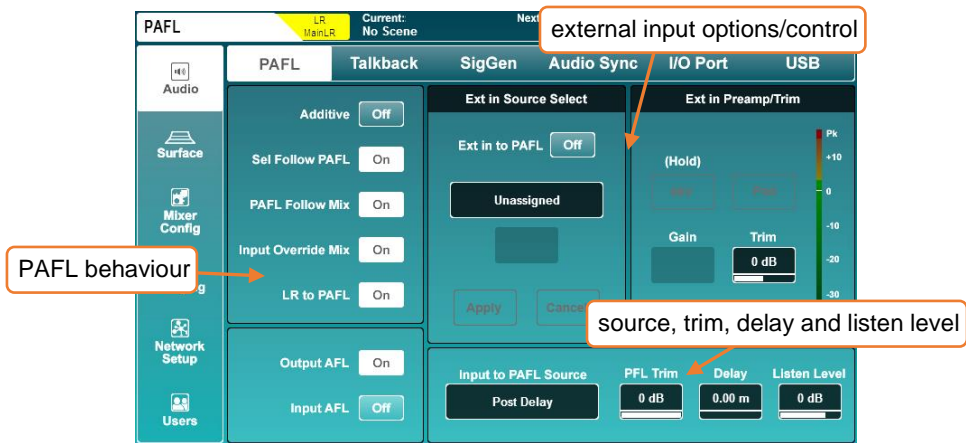 PAFL
LR
MainLR
Current:
No Scene
Nex
external input options/control
Audio
PAFL
Talkback
SigGen
Audio Sync
I/O Port
USB
Surface
Mixer
Config
g
Network
Setup
Users
PAFL behaviour
Additive
Off
Sel Follow PAFL
On
PAFL Follow Mix
On
Input Override Mix
On
LR to PAFL
On
Output AFL
On
Input AFL
Off
Ext in Source Select
Ext in to PAFL
Off
Unassigned
Apply
Cance
Ext in Preamp/Trim
(Hold)
Gain
Trim
0 dB
Pk
+10
0
-10
-20
-30
source, trim, delay and listen level
Input to PAFL Source
Post Delay
PFL Trim
0 dB
Delay
0.00 m
Listen Level
0 dB